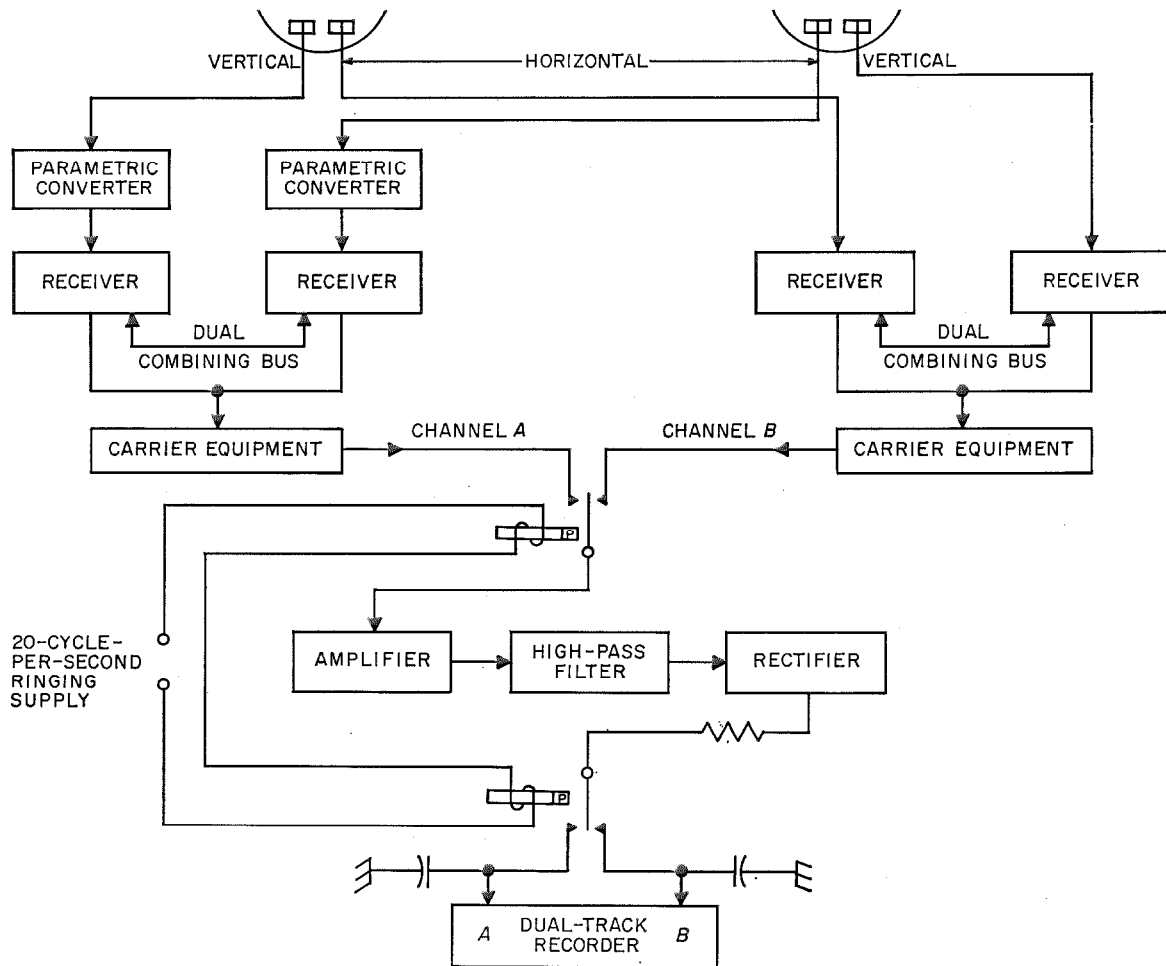 VERTICAL
HORIZONTAL
VERTICAL
PARAMETRIC
CONVERTER
PARAMETRIC
CONVERTER
RECEIVER
RECEIVER
RECEIVER
RECEIVER
DUAL
COMBINING BUS
DUAL
COMBINING BUS
CARRIER EQUIPMENT
CHANNEL A
CHANNEL B
CARRIER EQUIPMENT
P
20-CYCLE-
PER-SECOND
RINGING
SUPPLY
AMPLIFIER
HIGH-PASS
FILTER
RECTIFIER
P
A
DUAL-TRACK
RECORDER
B